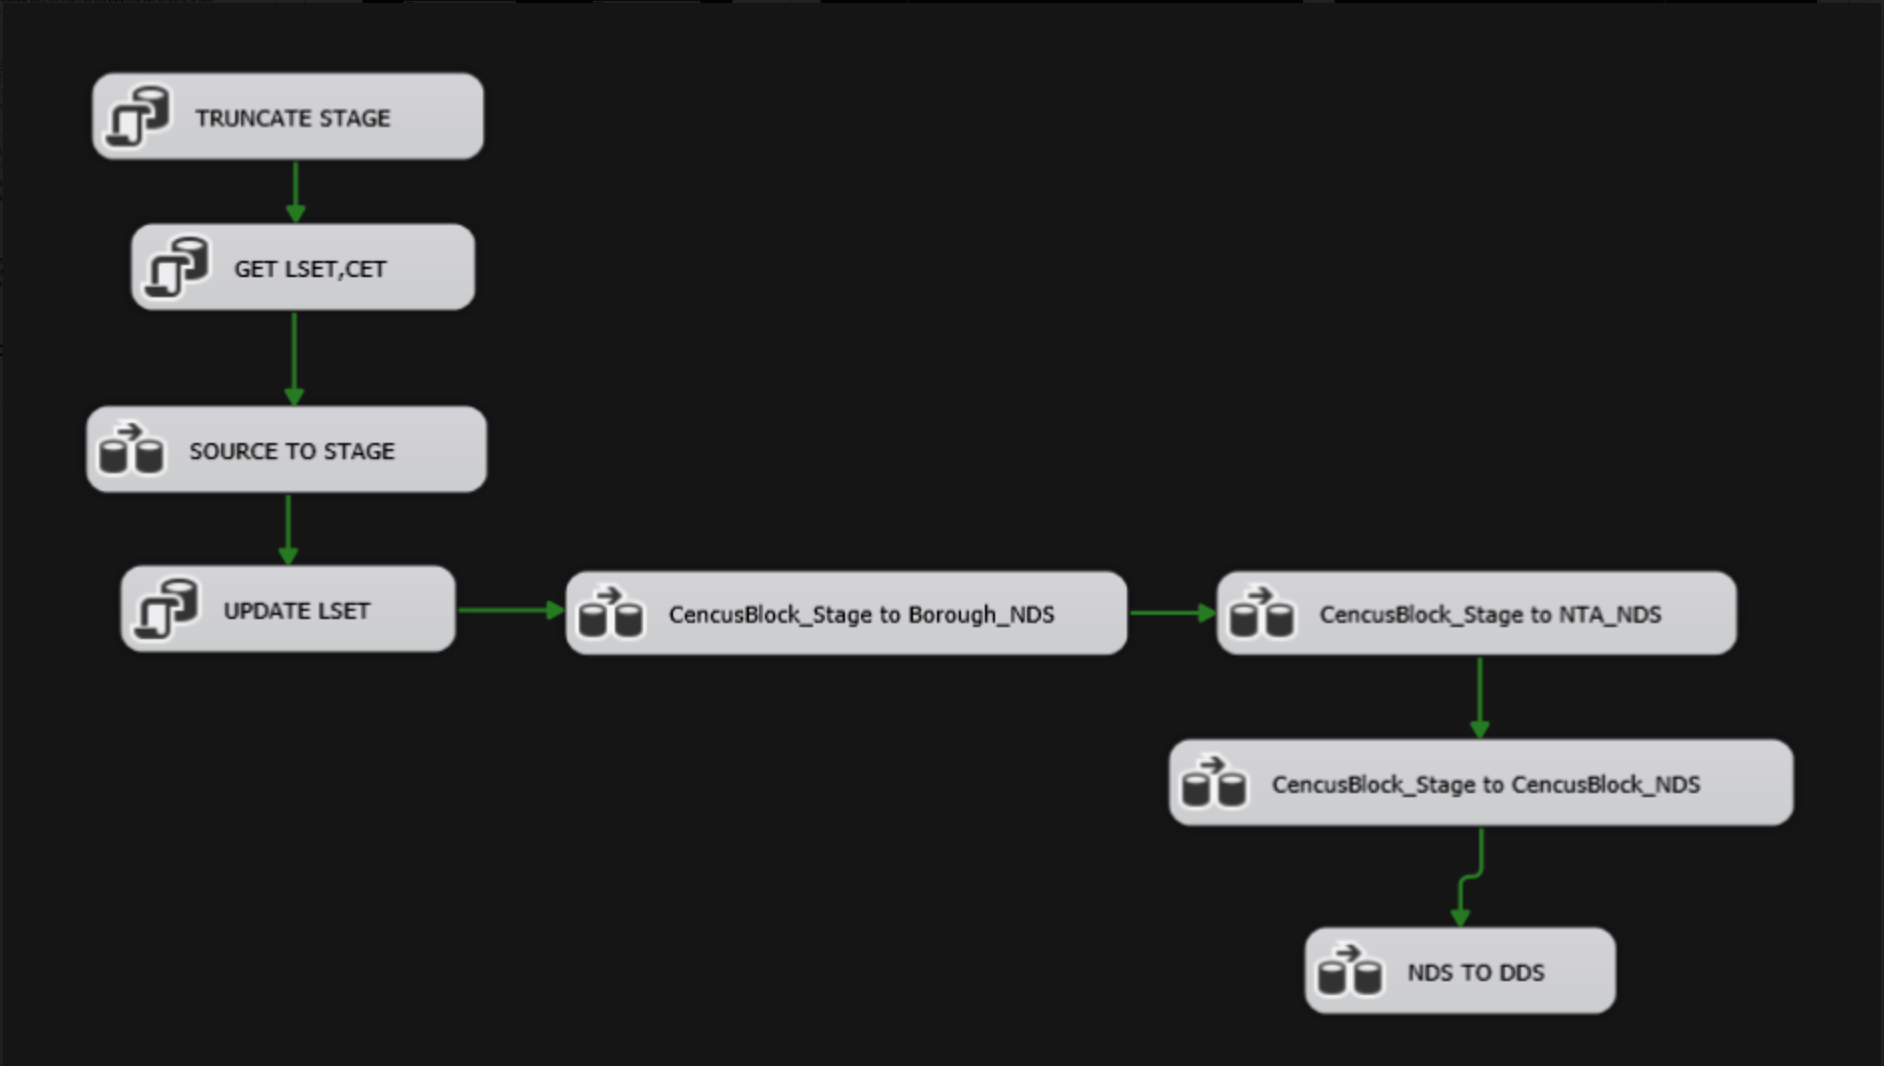 TRUNCATE STAGE
GET LSET,CET
SOURCE TO STAGE
UPDATE LSET
CencusBlock_Stage to Borough_NDS
CencusBlock_Stage to NTA_NDS
CencusBlock_Stage to CencusBlock_NDS
NDS TO DDS